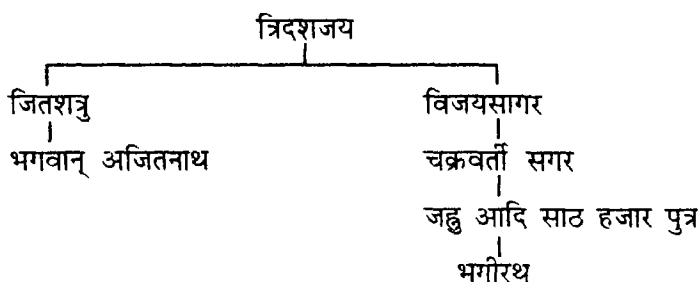 त्रिदशजय
जितशत्रु विजयसागर
भगवान् अजितनाथ चक्रवर्ती सगर
जह्नु आदि साठ हजार पुत्र
भगीरथ